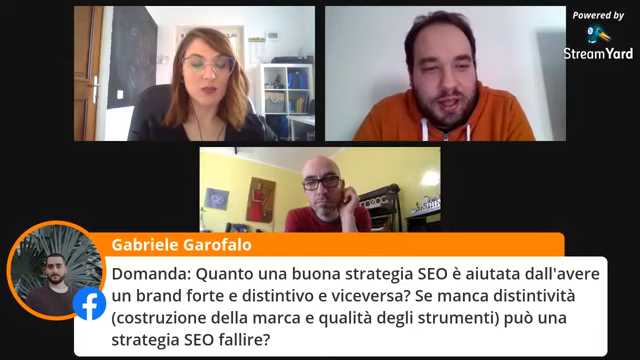 Powered by
StreamYard
Gabriele Garofalo
Domanda: Quanto una buona strategia SEO è aiutata dall'avere
un brand forte e distintivo e viceversa? Se manca distintività
(costruzione della marca e qualità degli strumenti) può una
strategia SEO fallire?